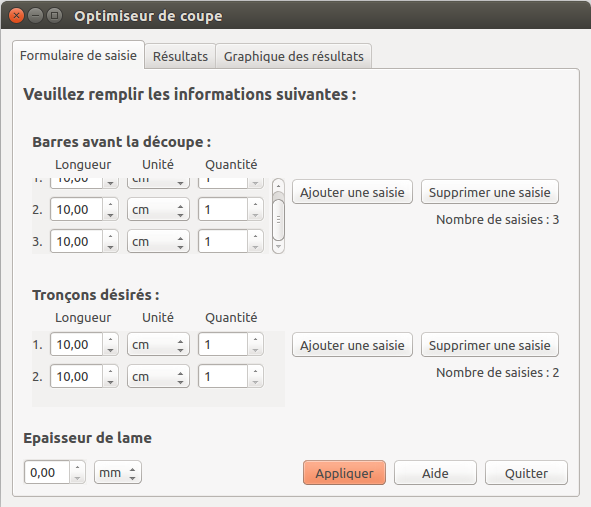 Optimiseur de coupe
Formulaire de saisie Résultats Graphique des résultats
Veuillez remplir les informations suivantes :
Barres avant la découpe :
Longueur Unité Quantité
1. 10,00 cm 1
Ajouter une saisie Supprimer une saisie
2. 10,00 cm 1
Nombre de saisies : 3
3. 10,00 cm 1
Tronçons désirés :
Longueur Unité Quantité
1. 10,00 cm 1 Ajouter une saisie Supprimer une saisie
2. 10,00 cm 1 Nombre de saisies : 2
Epaisseur de lame
0,00 mm Appliquer Aide Quitter